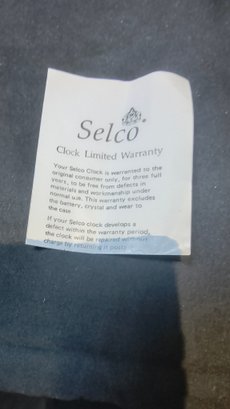 Selco®
Clock Limited Warranty
Your Selco Clock is warranted to the
original consumer only, for three full
years, to be free from defects in
materials and workmanship under
normal use. This warranty excludes
the battery, crystal and wear to
the case.
If your Selco clock develops a
defect within the warranty period,
the clock will be repaired without
charge by returning it